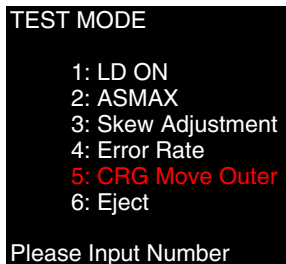 TEST MODE
1: LD ON
2: ASMAX
3: Skew Adjustment
4: Error Rate
5: CRG Move Outer
6: Eject
Please Input Number